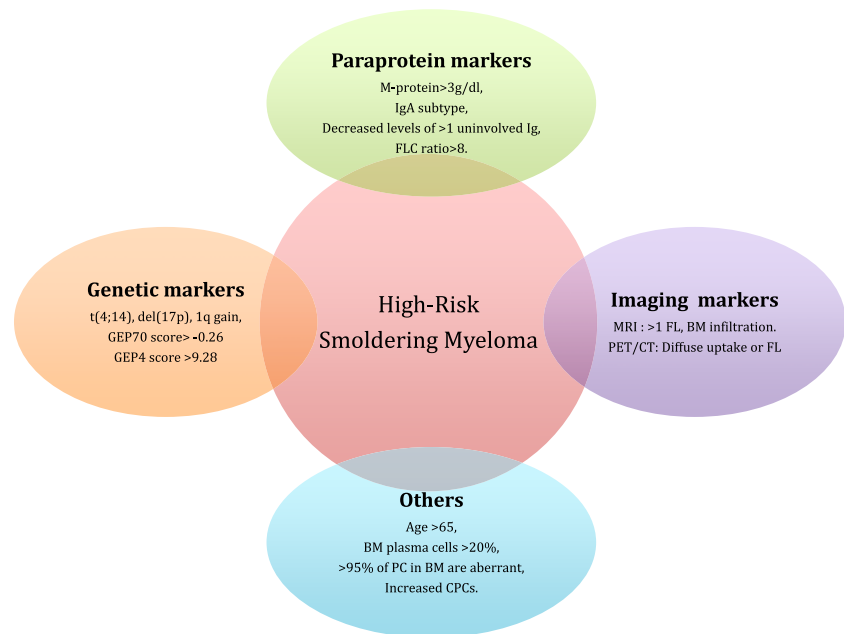 Paraprotein markers
M-protein>3g/dl,
IgA subtype,
Decreased levels of >1 uninvolved Ig,
FLC ratio>8.
Genetic markers
t(4;14), del(17p), 1q gain,
GEP70 score>-0.26
GEP4 score >9.28
High-Risk
Smoldering Myeloma
Imaging markers
MRI : >1 FL, BM infiltration.
PET/CT: Diffuse uptake or FL
Others
Age >65,
BM plasma cells >20%,
>95% of PC in BM are aberrant,
Increased CPCs.